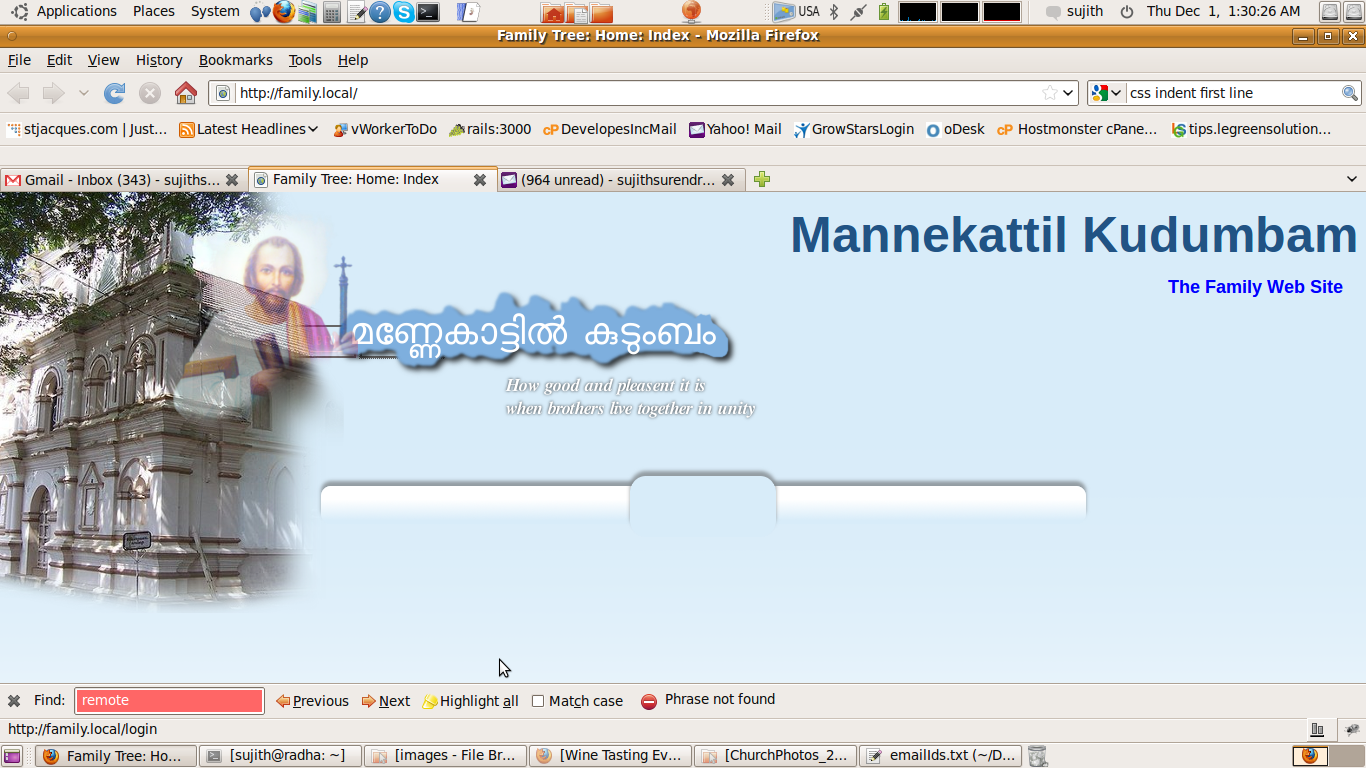 Applications Places System USA sujith Thu Dec 1, 1:30:26 AM
Family Tree: Home: Index - Mozilla Firefox
File Edit View History Bookmarks Tools Help
http://family.local/ css indent first line
stjacques.com | Just... Latest Headlines vWorkerToDo rails:3000 cP DevelopesIncMail Yahoo! Mail GrowStarsLogin oDesk cP Hostmonster cPane... tips.legreensolution...
Gmail - Inbox (343) - sujiths... Family Tree: Home: Index (964 unread) - sujithsurendr...
Mannekattil Kudumbam
The Family Web Site
മണ്ണേകാട്ടിൽ കുടുംബം
How good and pleasent it is
when brothers live together in unity
Find: remote Previous Next Highlight all Match case Phrase not found
http://family.local/login
Family Tree: Ho... [sujith@radha: ~] [images - File Br... [Wine Tasting Ev... [ChurchPhotos_2... emailIds.txt (~/D...